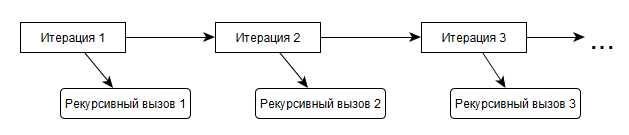 Итерация 1
Итерация 2
Итерация 3
...
Рекурсивный вызов 1
Рекурсивный вызов 2
Рекурсивный вызов 3